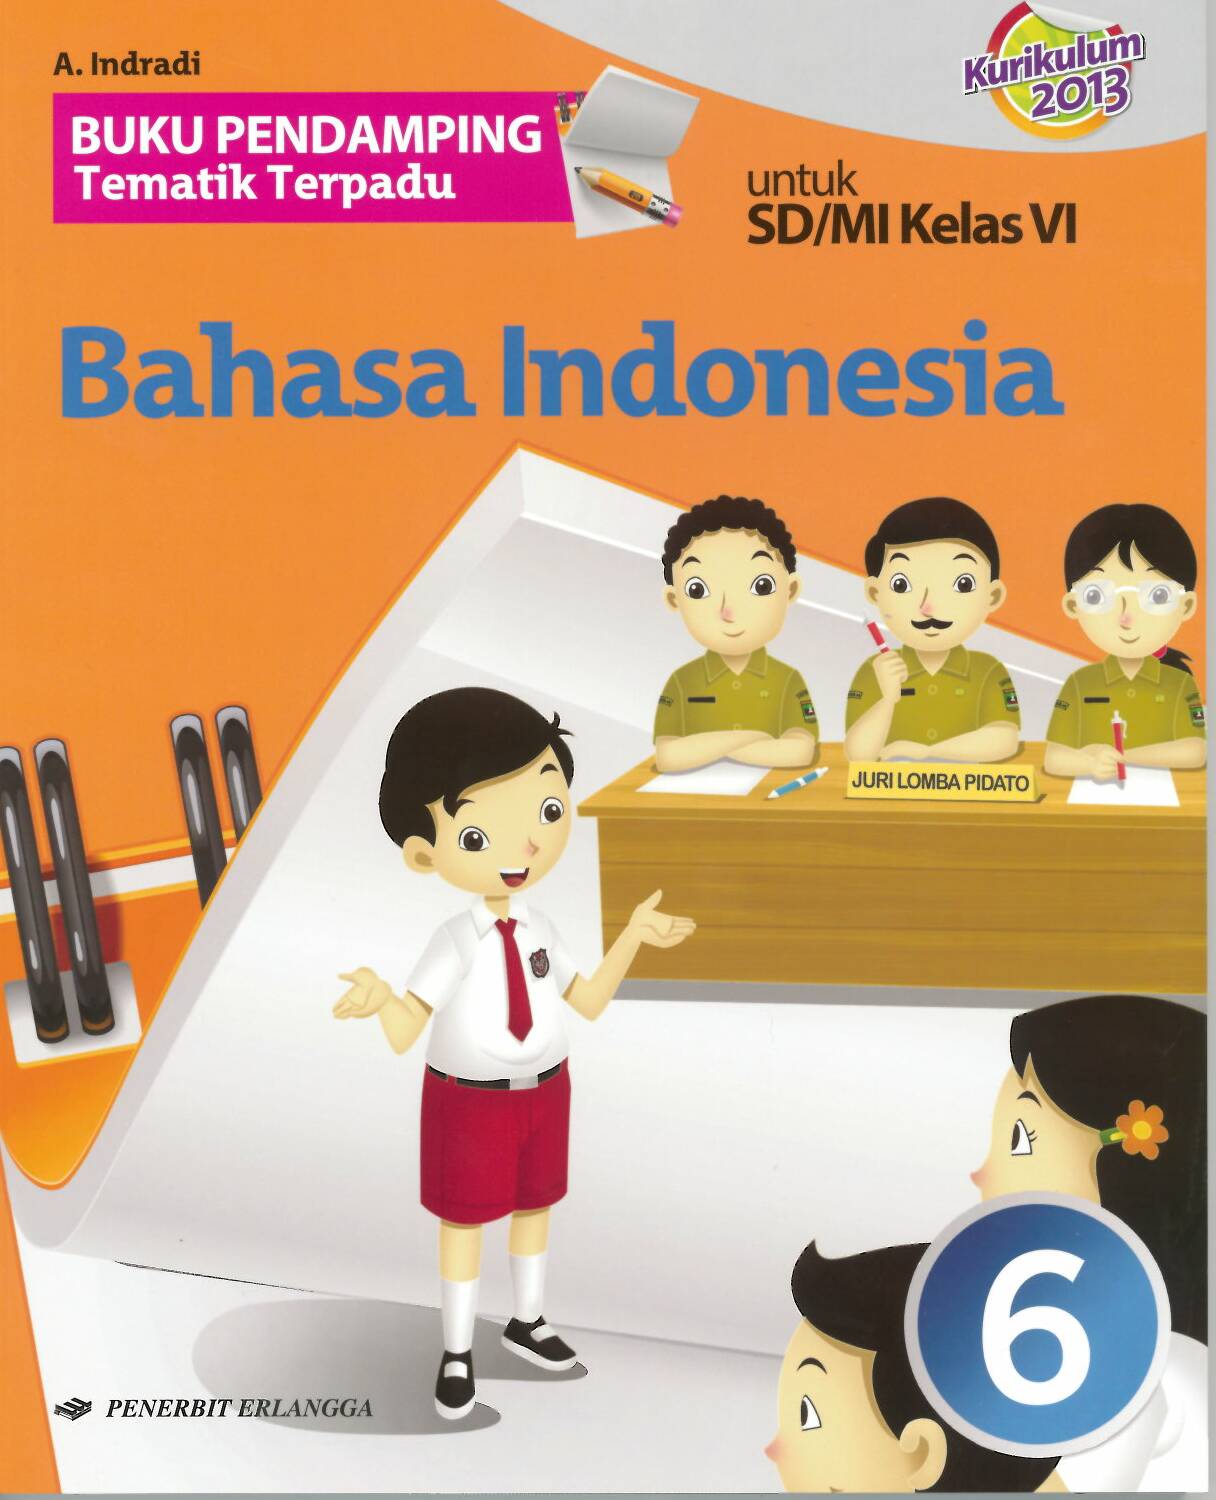 A. Indradi
Kurikulum
2013
BUKU PENDAMPING
Tematik Terpadu
untuk
SD/MI Kelas VI
Bahasa Indonesia
JURI LOMBA PIDATO
6
PENERBIT ERLANGGA